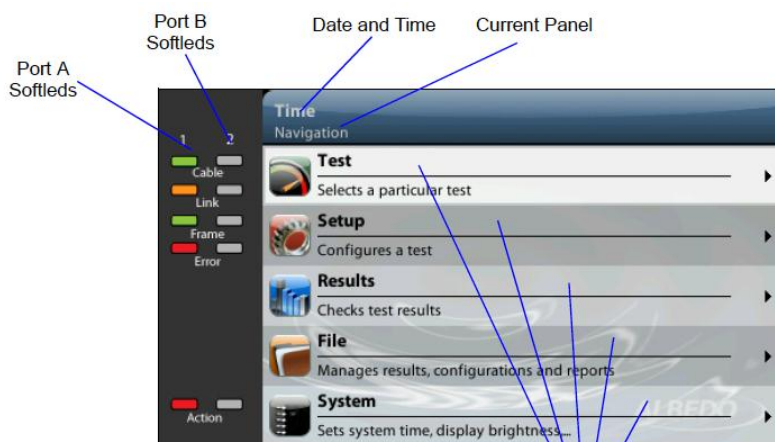 Port B
Softleds
Date and Time
Current Panel
Port A
Softleds
Time
Navigation
1 2
Cable
Link
Frame
Error
Action
Test
Selects a particular test
Setup
Configures a test
Results
Checks test results
File
Manages results, configurations and reports
System
Sets system time, display brightness,...
ALBEDO